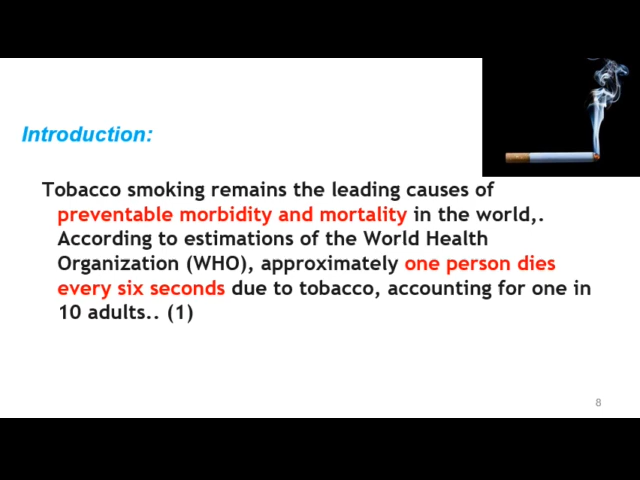 Introduction:
Tobacco smoking remains the leading causes of
preventable morbidity and mortality in the world,.
According to estimations of the World Health
Organization (WHO), approximately one person dies
every six seconds due to tobacco, accounting for one in
10 adults.. (1)
8